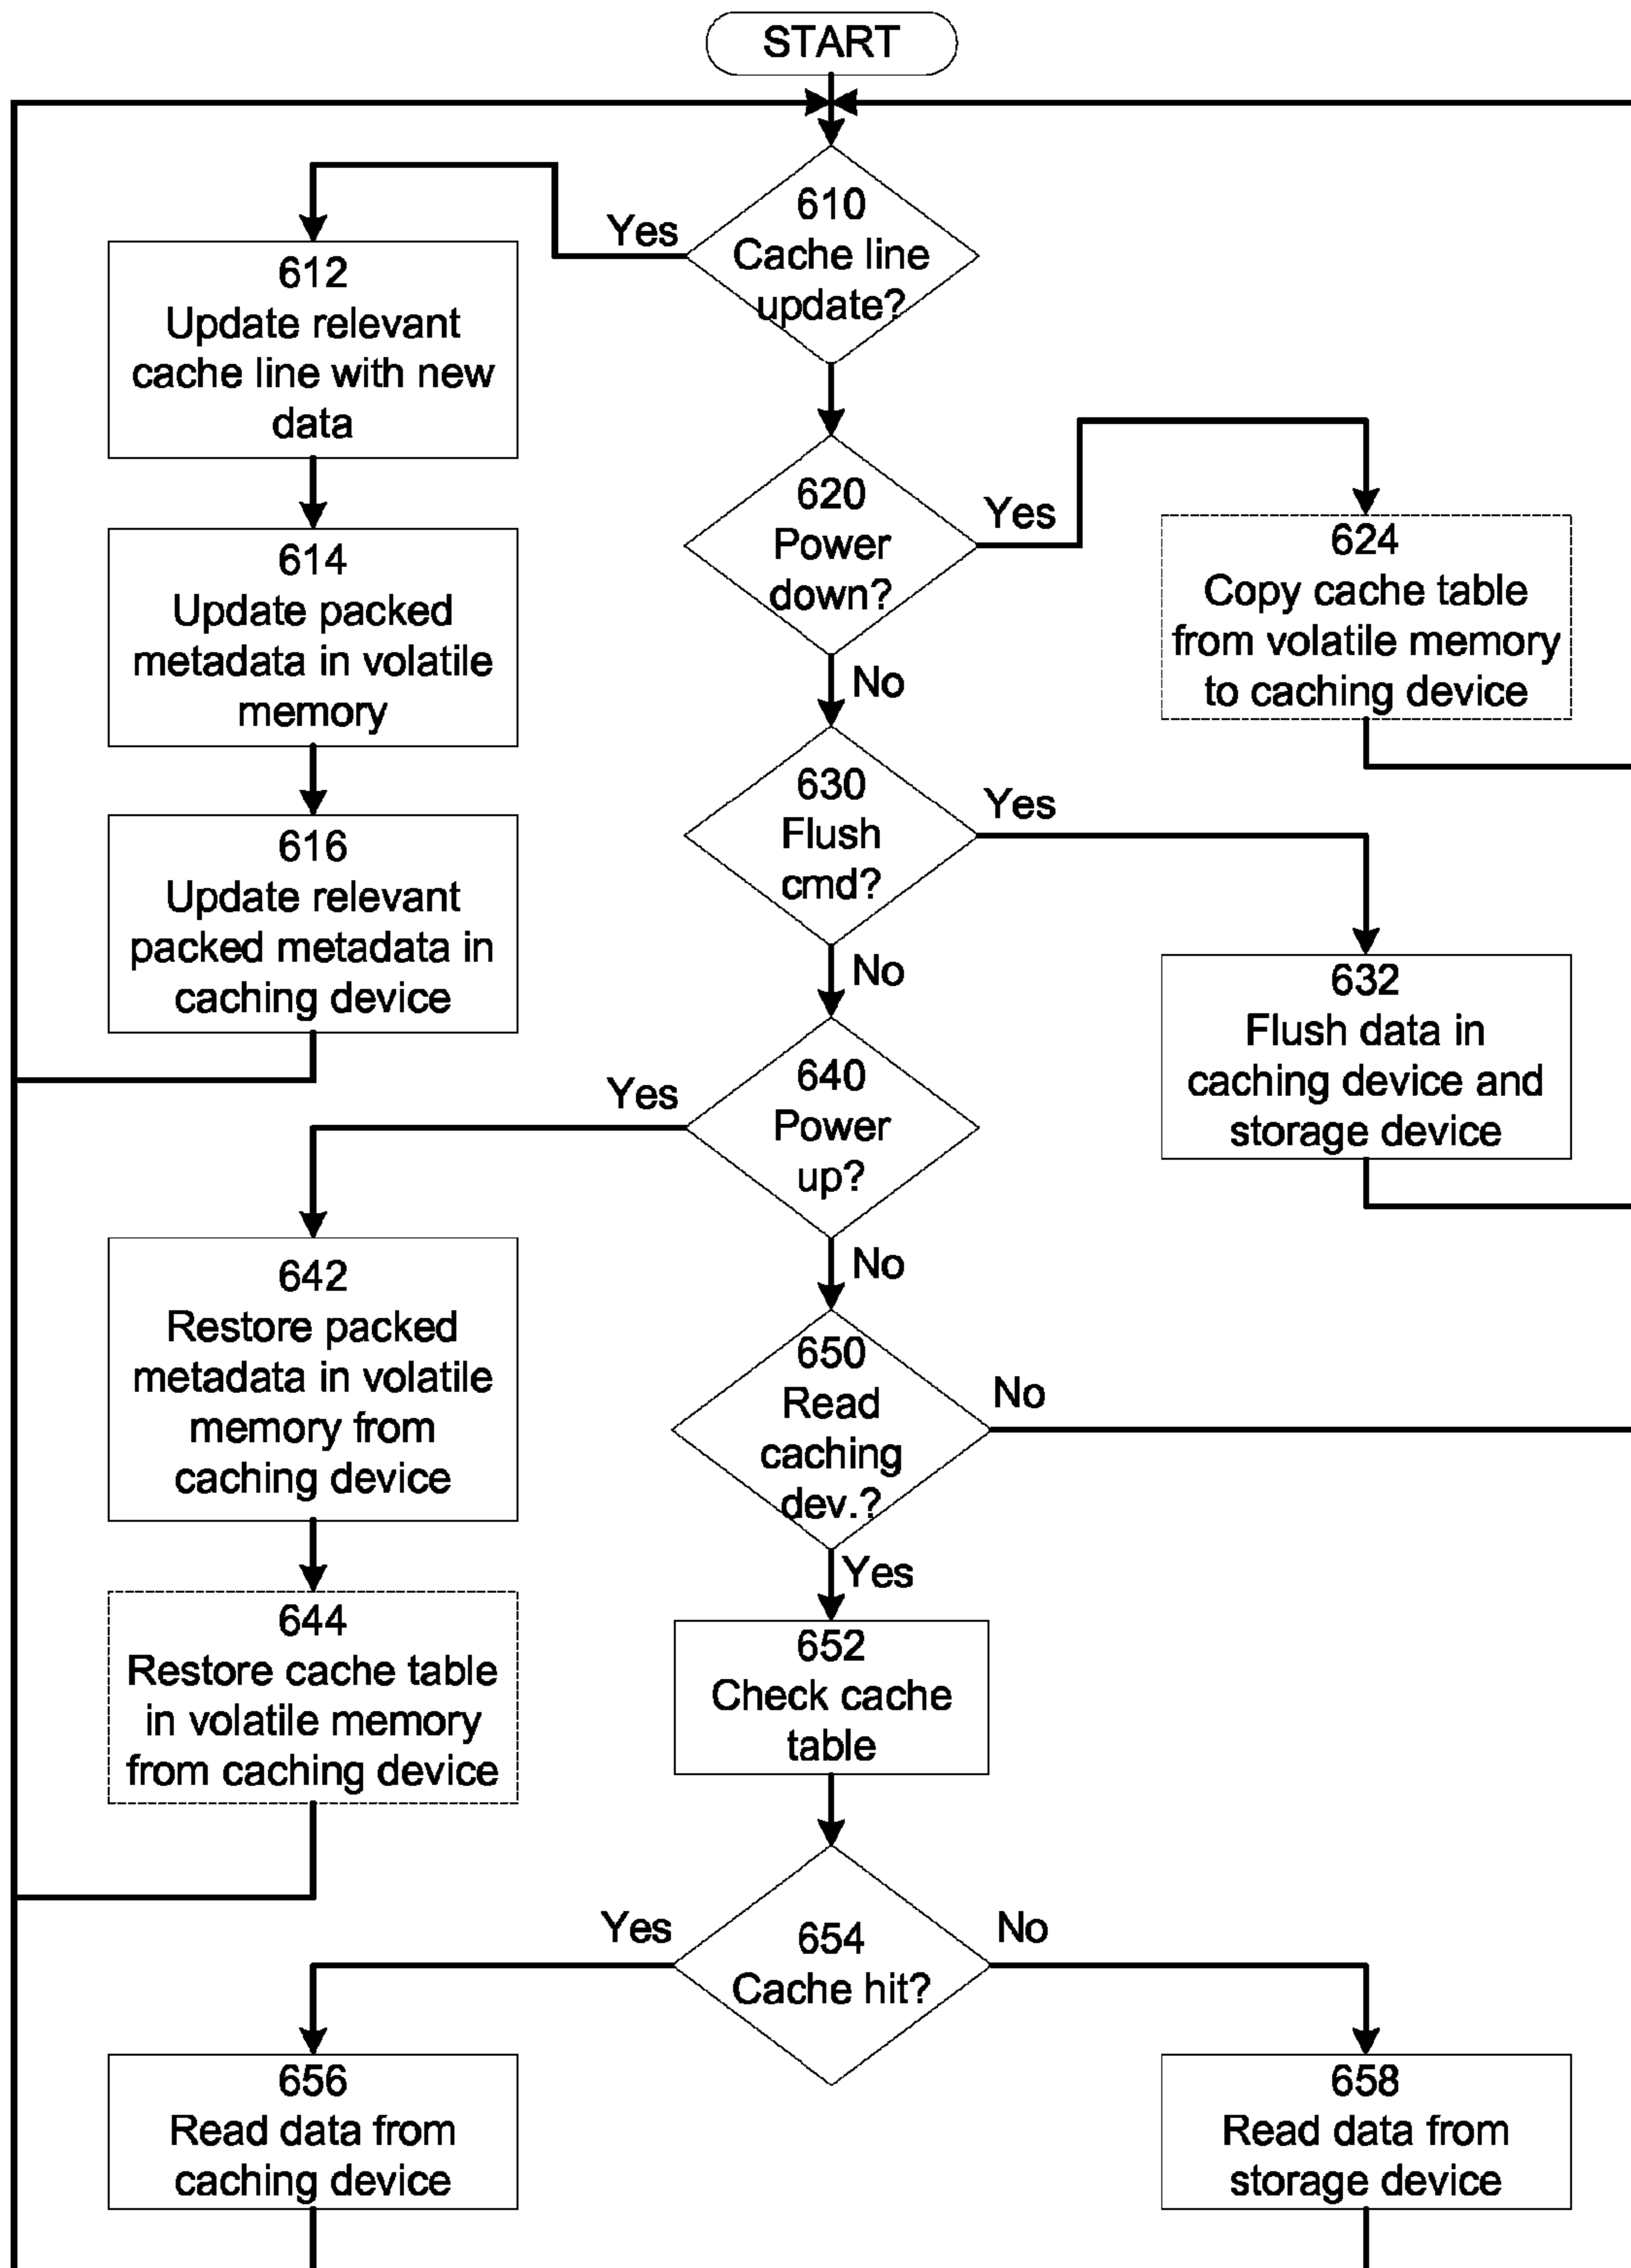 START
610
Cache line
update?
Yes
612
Update relevant
cache line with new
data
614
Update packed
metadata in volatile
memory
616
Update relevant
packed metadata in
caching device
620
Power
down?
Yes
No
624
Copy cache table
from volatile memory
to caching device
630
Flush
cmd?
Yes
No
632
Flush data in
caching device and
storage device
640
Power
up?
Yes
No
642
Restore packed
metadata in volatile
memory from
caching device
644
Restore cache table
in volatile memory
from caching device
650
Read
caching
dev.?
No
Yes
652
Check cache
table
654
Cache hit?
Yes
No
656
Read data from
caching device
658
Read data from
storage device